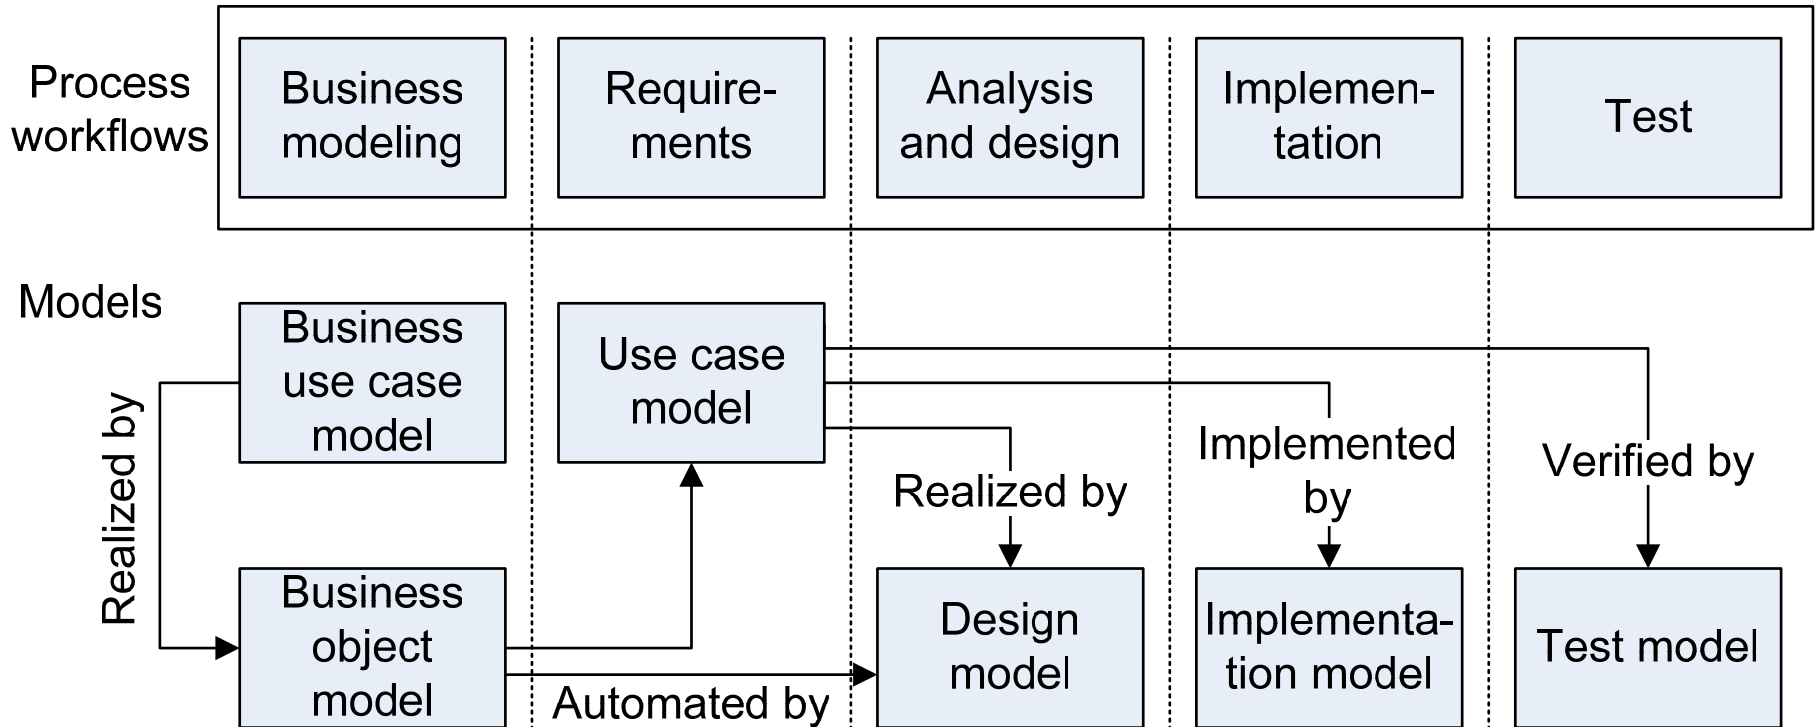 Process
workflows
Business
modeling
Require-
ments
Analysis
and design
Implemen-
tation
Test
Models
Business
use case
model
Use case
model
Realized by
Realized by
Implemented
by
Verified by
Business
object
model
Automated by
Design
model
Implementa-
tion model
Test model